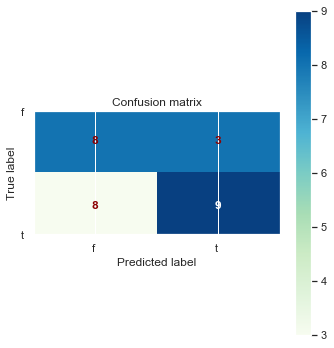 Confusion matrix
True label
f
t
8 3
8 9
f t
Predicted label
9
8
7
6
5
4
3